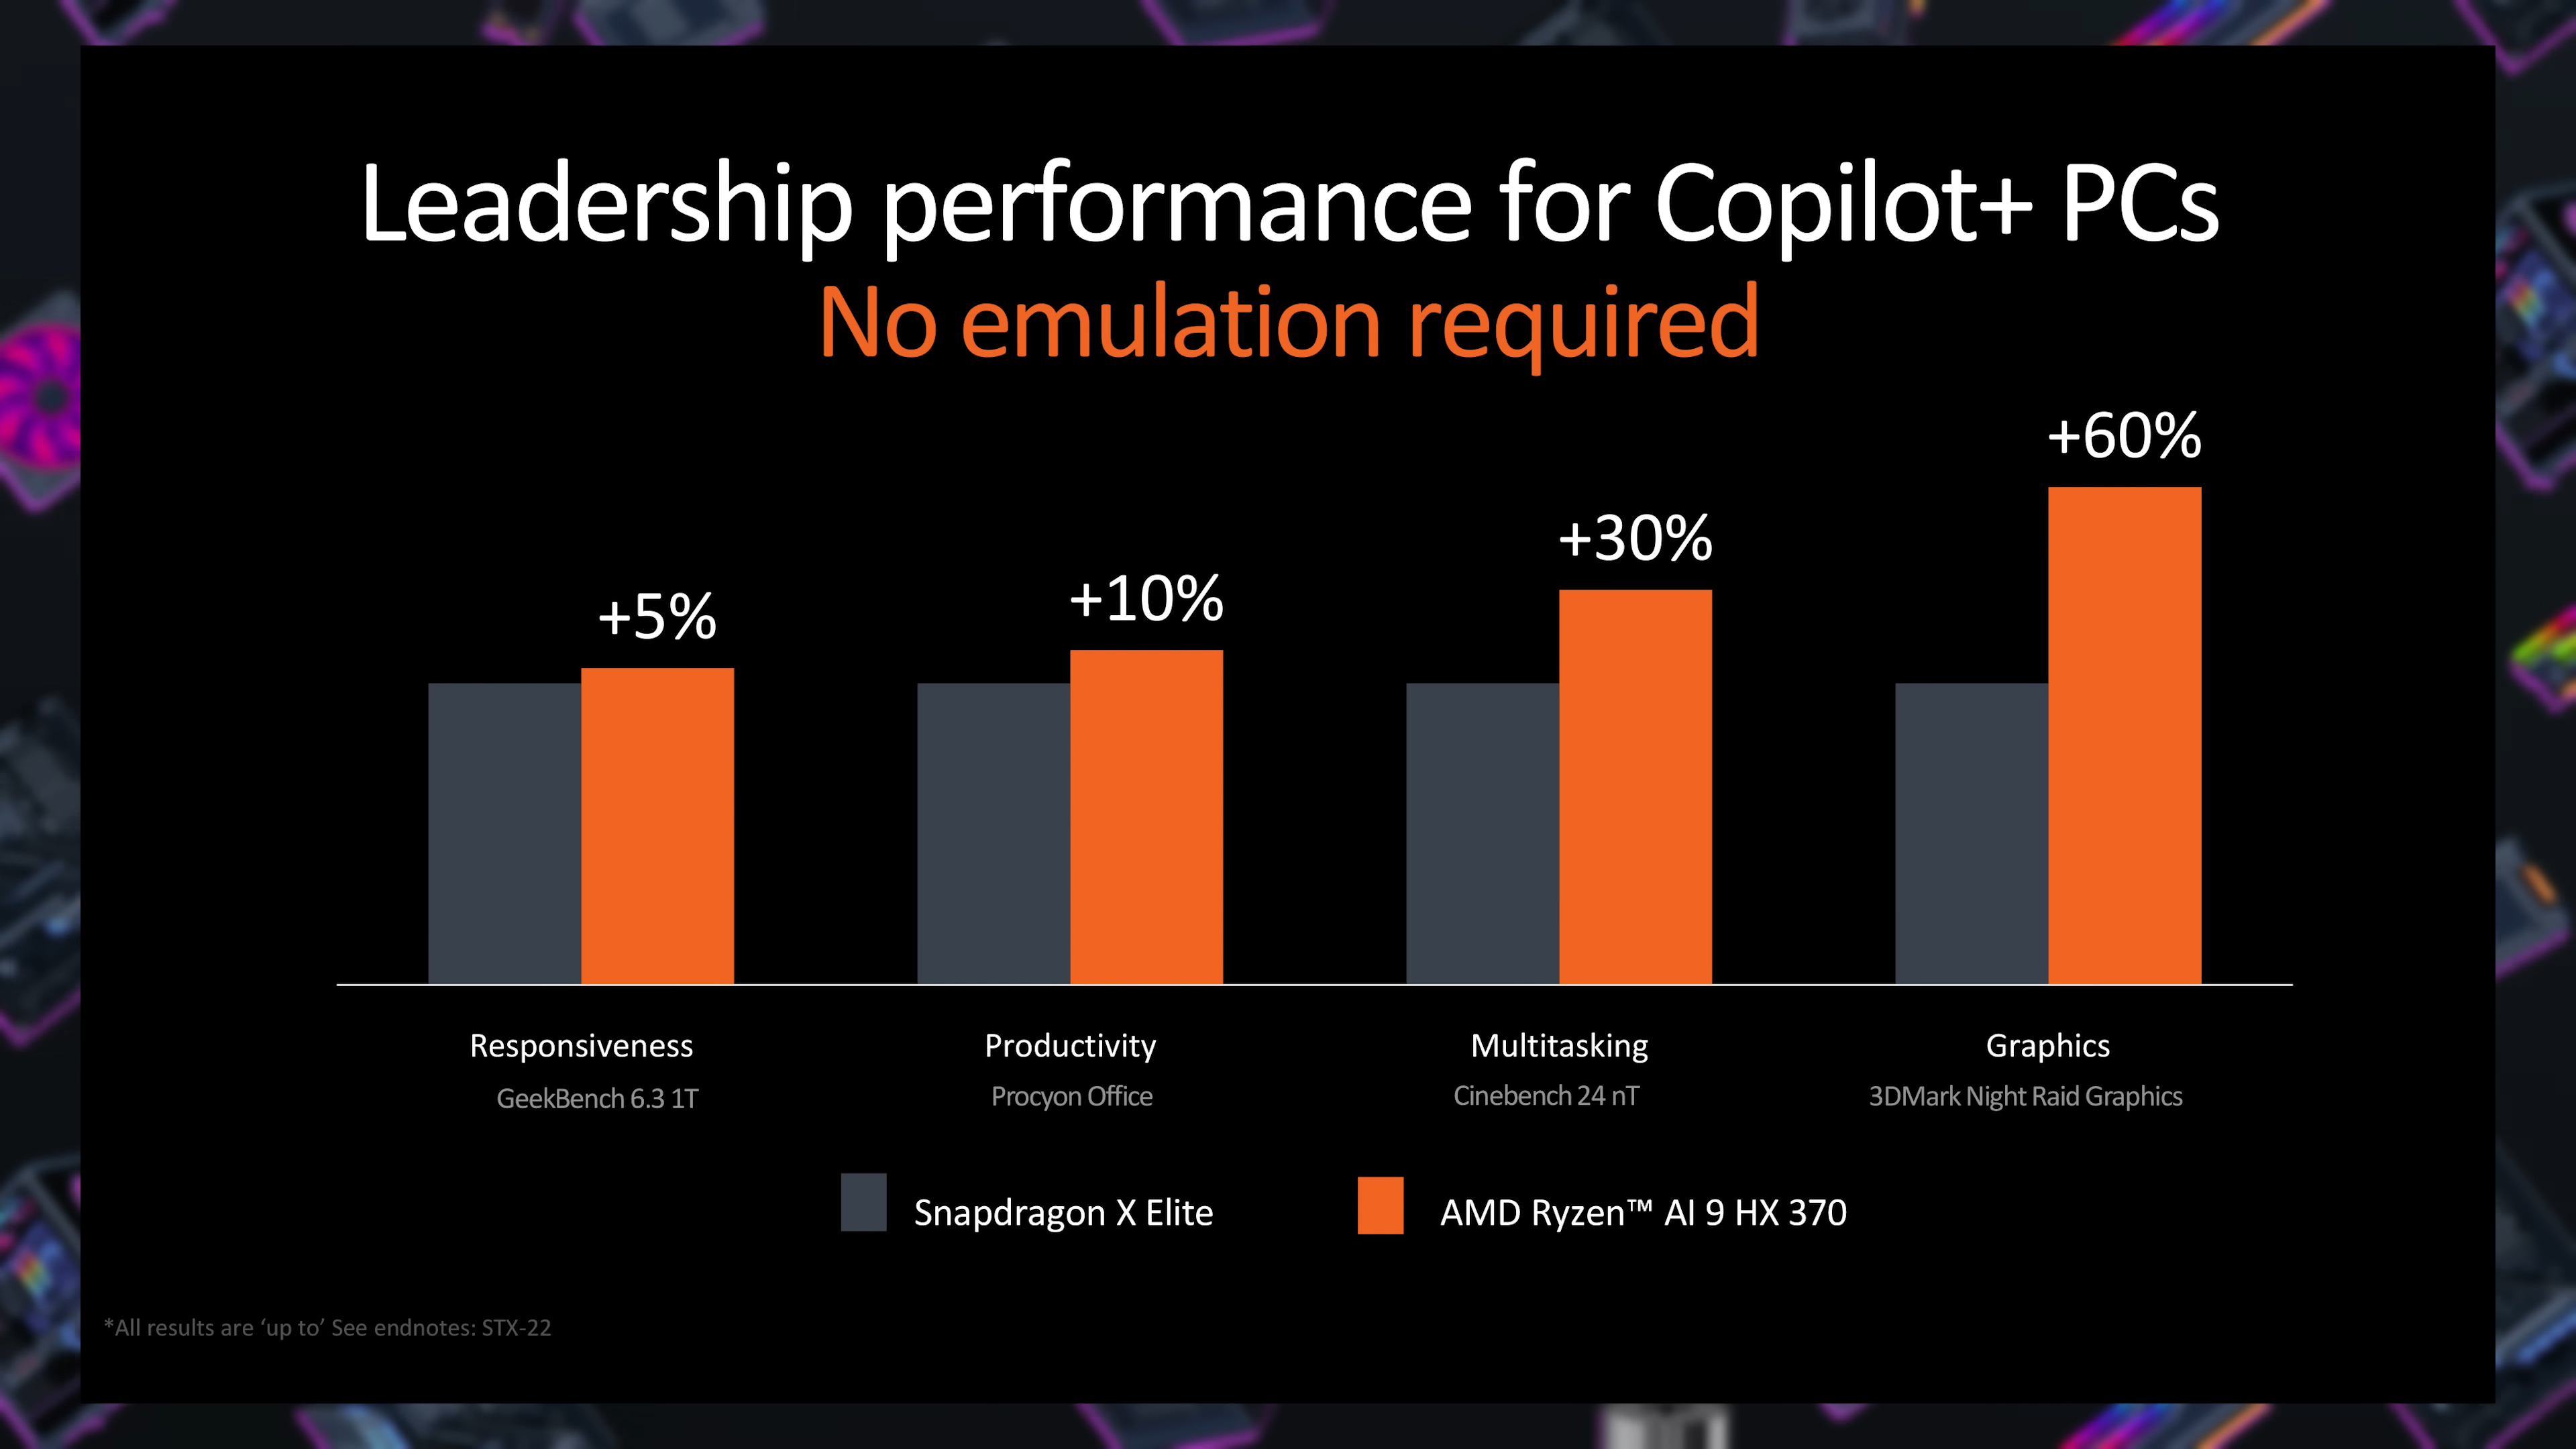 Leadership performance for Copilot+ PCs
No emulation required
+5%
+10%
+30%
+60%
Responsiveness
GeekBench 6.3 1T
Productivity
Procyon Office
Multitasking
Cinebench 24 nT
Graphics
3DMark Night Raid Graphics
Snapdragon X Elite
AMD Ryzen™ AI 9 HX 370
*All results are ‘up to’ See endnotes: STX-22